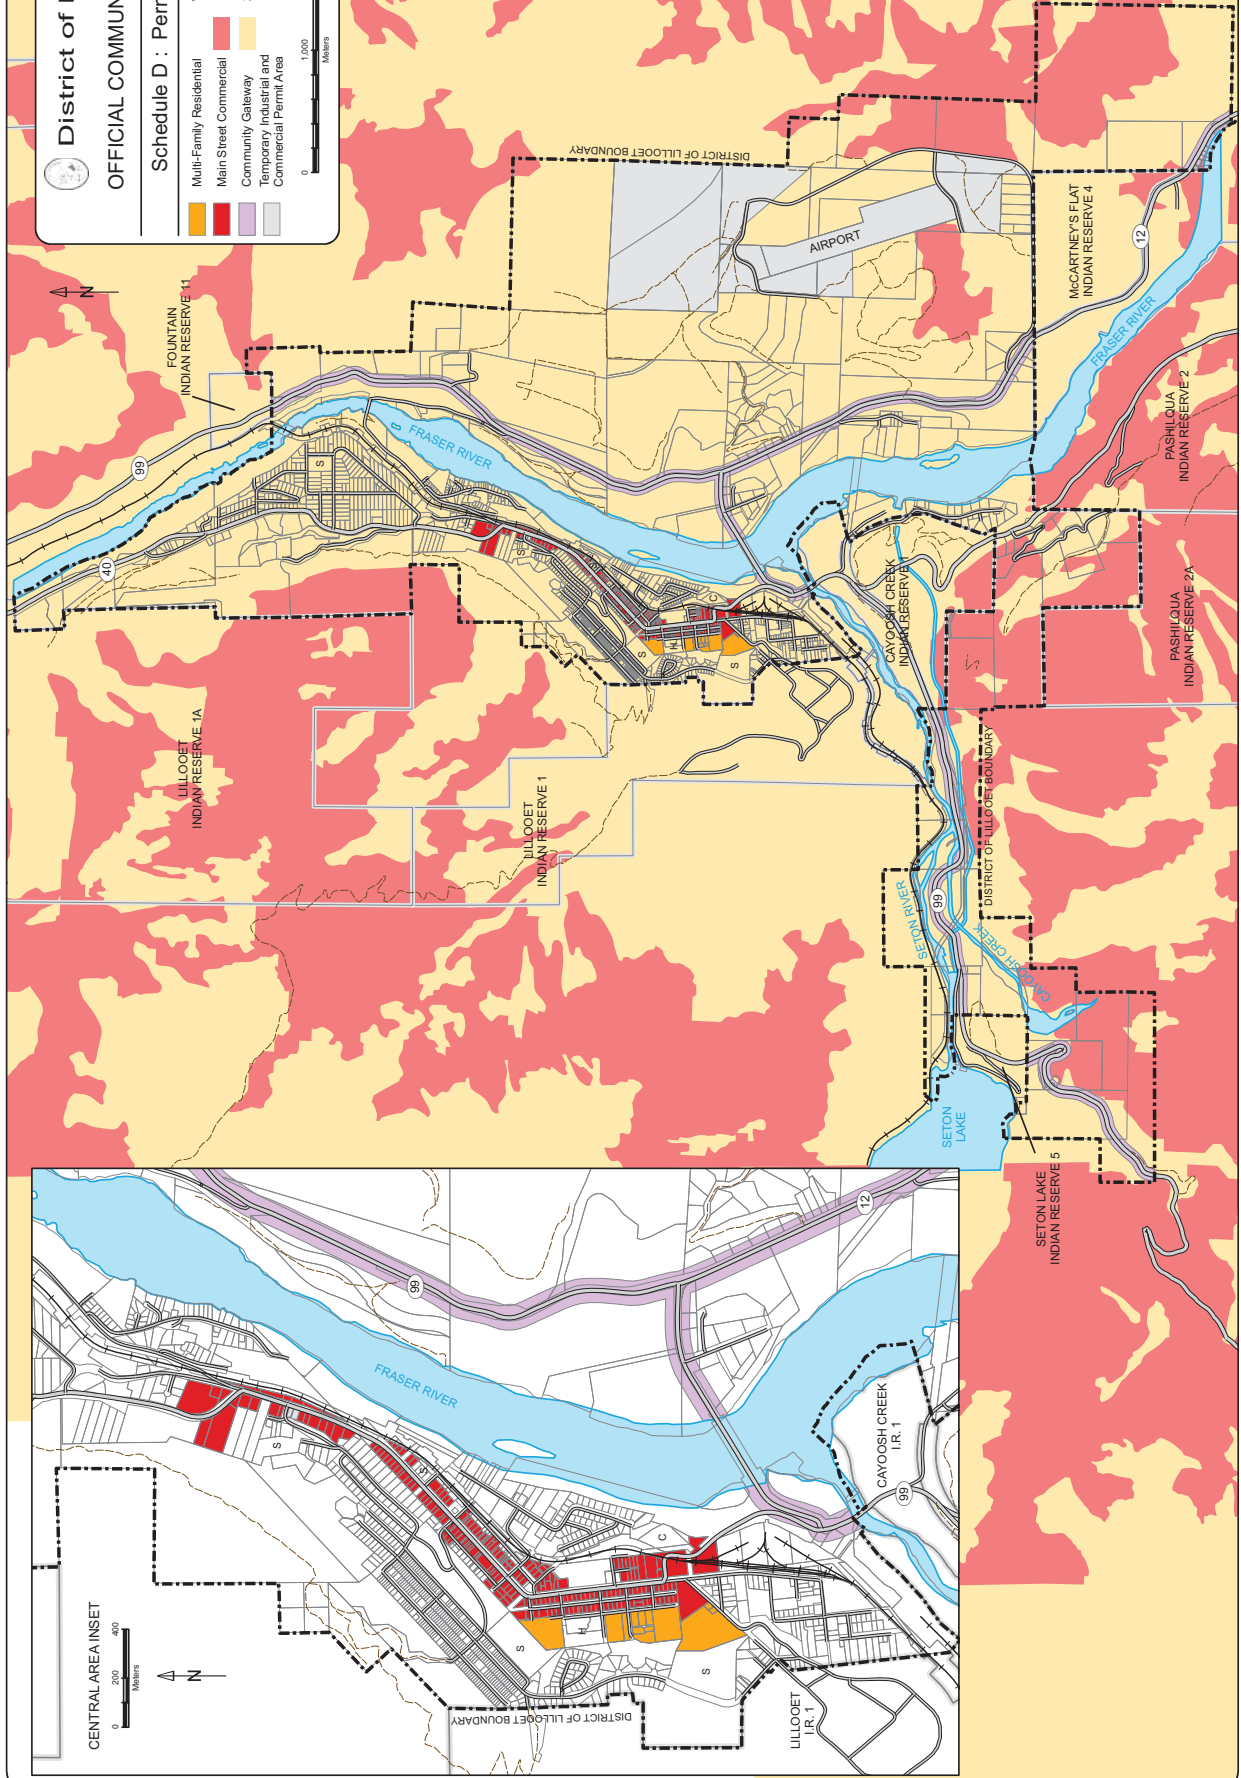 District of
OFFICIAL COMMUN
Schedule D : Perr
Multi-Family Residential
Main Street Commercial
Community Gateway
Temporary Industrial and
Commercial Permit Area
0
1,000
Meters
N
FOUNTAIN
INDIAN RESERVE 11
DISTRICT OF LILLOOET BOUNDARY
99
40
S
FRASER RIVER
S
AIRPORT
LILLOOET
INDIAN RESERVE 1A
LILLOOET
INDIAN RESERVE 1
S
H
C
S
CAYOOSH CREEK
INDIAN RESERVE
McCARTNEY'S FLAT
INDIAN RESERVE 4
12
FRASER RIVER
PASHILQUA
INDIAN RESERVE 2
PASHILQUA
INDIAN RESERVE 2A
DISTRICT OF LILLOOET BOUNDARY
SETON RIVER
99
CAYOOSH CREEK
SETON
LAKE
SETON LAKE
INDIAN RESERVE 5
CENTRAL AREA INSET
0
200
400
Meters
N
FRASER RIVER
99
12
S
S
C
S
H
S
DISTRICT OF LILLOOET BOUNDARY
LILLOOET
I.R. 1
CAYOOSH CREEK
I.R. 1
99